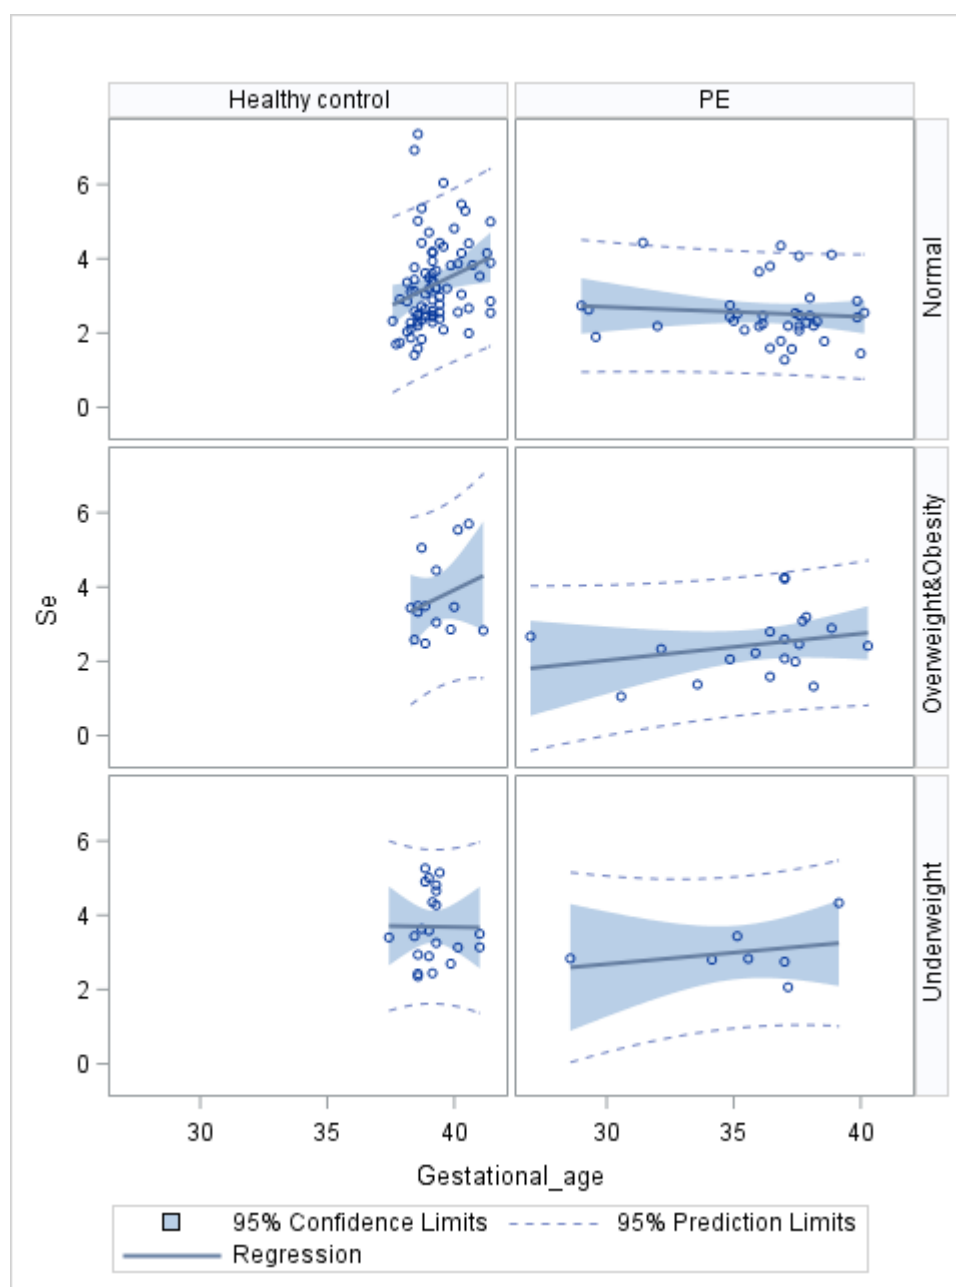 Healthy control PE
6
4
2
0
Normal
6
4
2
0
Overweight&Obesity
Se
6
4
2
0
Underweight
30 35 40 30 35 40
Gestational_age
95% Confidence Limits 95% Prediction Limits
Regression